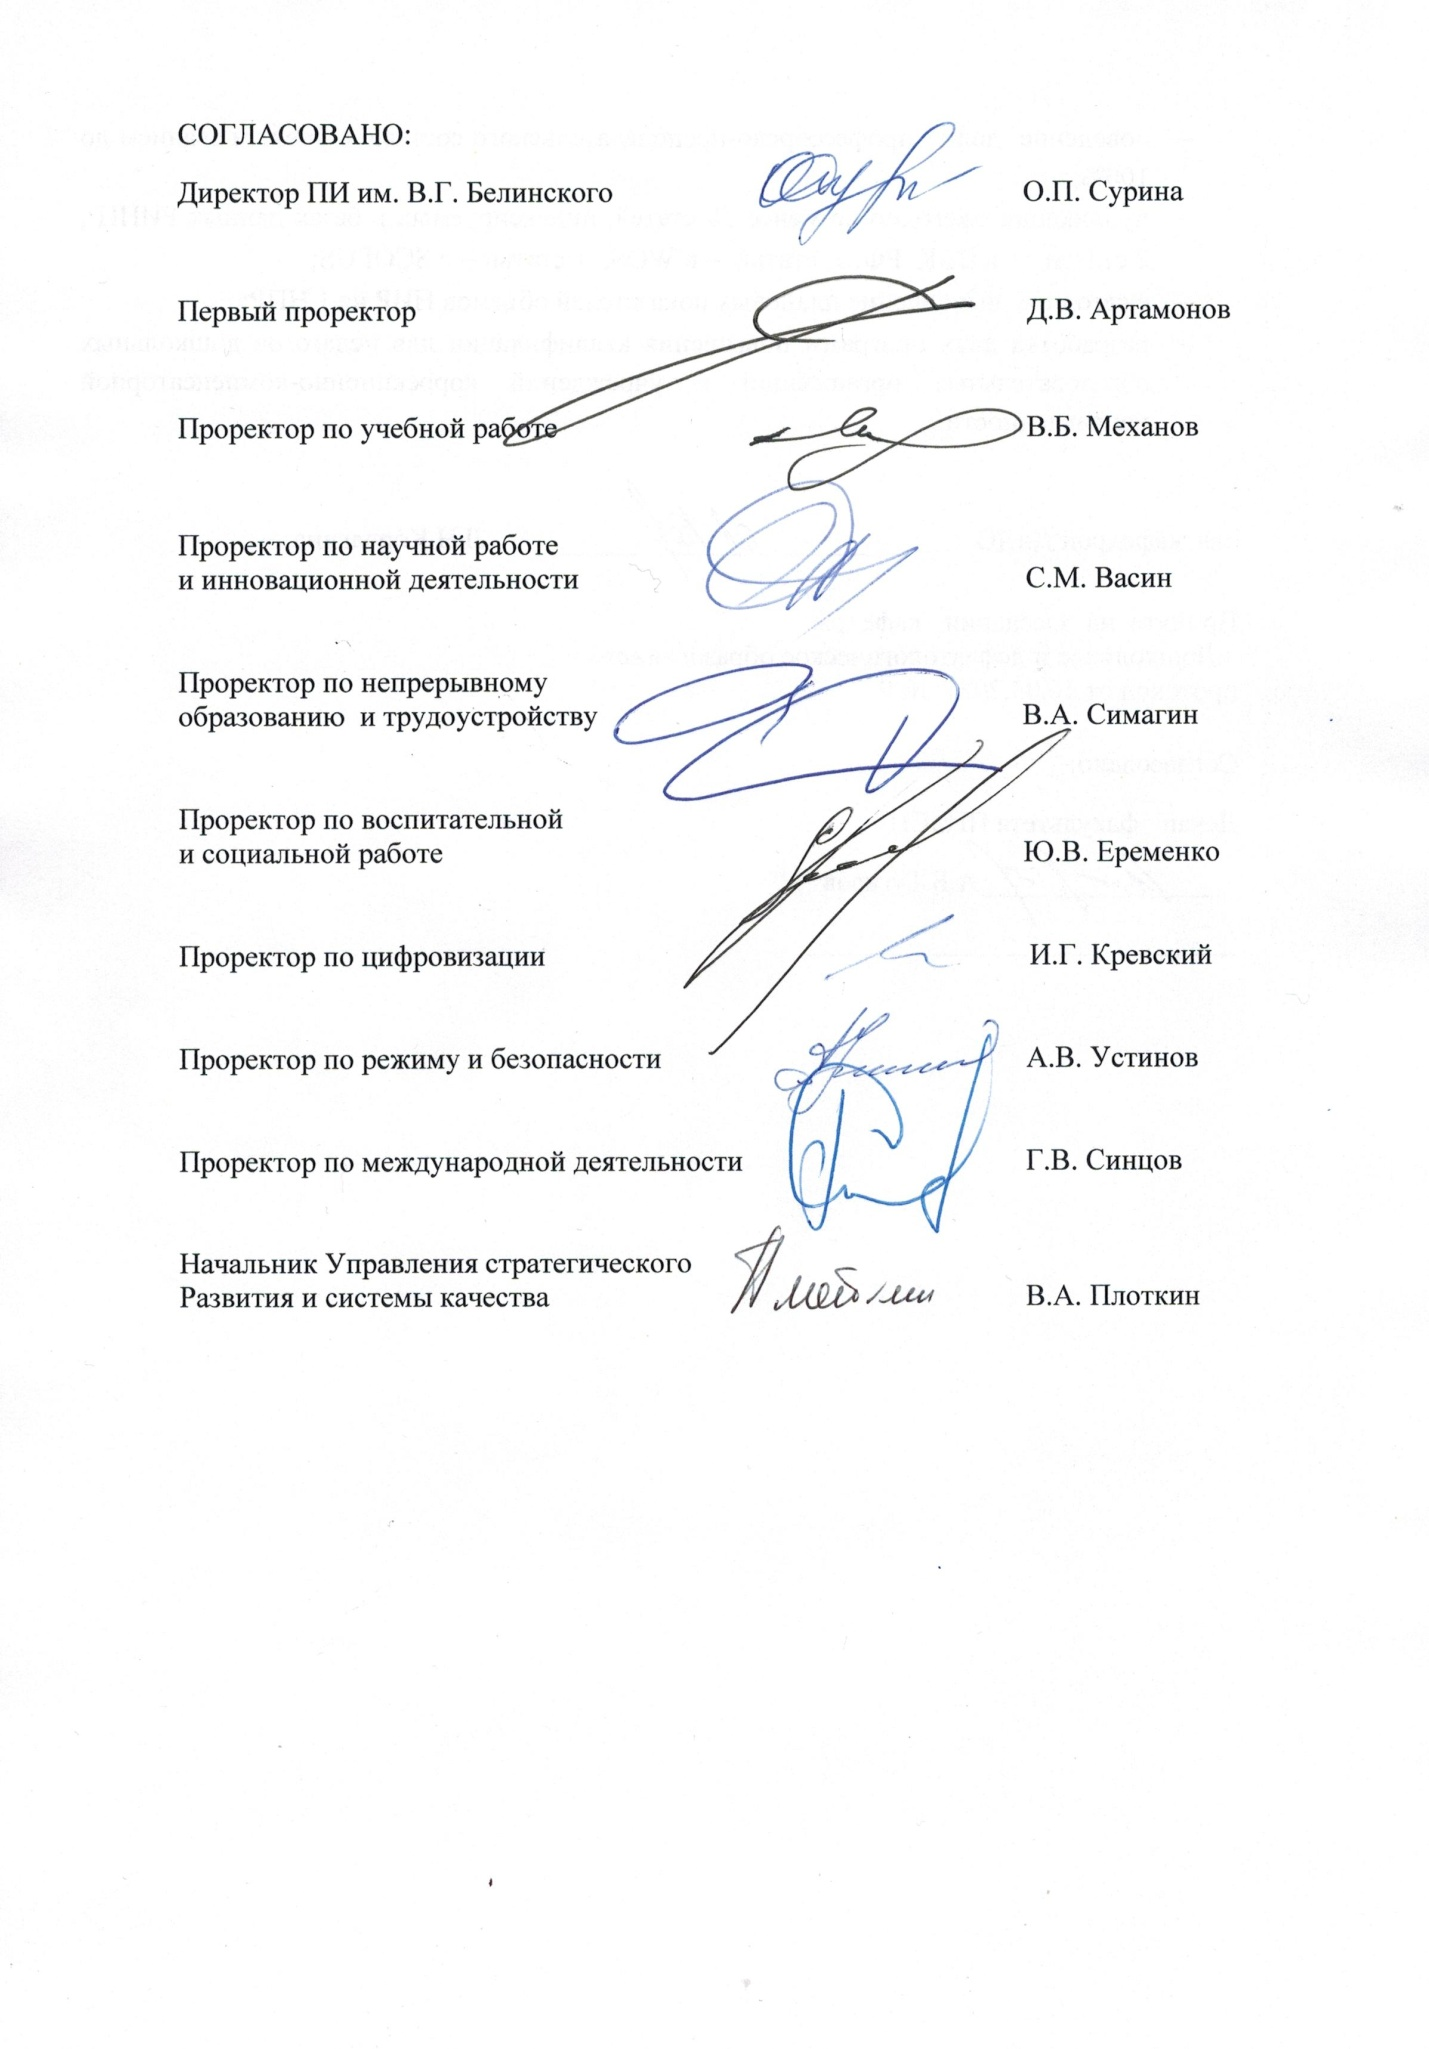 СОГЛАСОВАНО:
Директор ПИ им. В.Г. Белинского О.П. Сурина
Первый проректор Д.В. Артамонов
Проректор по учебной работе В.Б. Механов
Проректор по научной работе
и инновационной деятельности С.М. Васин
Проректор по непрерывному
образованию и трудоустройству В.А. Симагин
Проректор по воспитательной
и социальной работе Ю.В. Еременко
Проректор по цифровизации И.Г. Кревский
Проректор по режиму и безопасности А.В. Устинов
Проректор по международной деятельности Г.В. Синцов
Начальник Управления стратегического
Развития и системы качества В.А. Плоткин